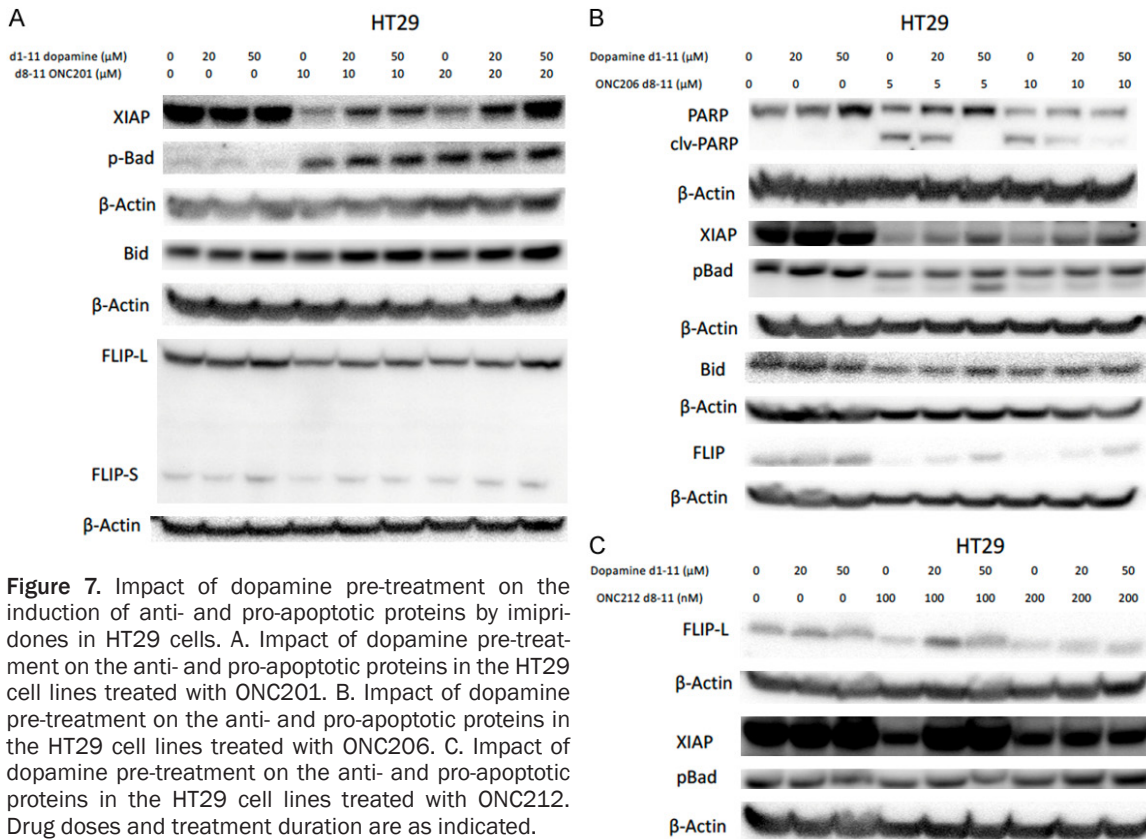 A
HT29
d1-11 dopamine (μM) 0 20 50 0 20 50 0 20 50
d8-11 ONC201 (μM) 0 0 0 10 10 10 20 20 20
XIAP
p-Bad
β-Actin
Bid
β-Actin
FLIP-L
FLIP-S
β-Actin
Figure 7. Impact of dopamine pre-treatment on the
induction of anti- and pro-apoptotic proteins by imipri-
dones in HT29 cells. A. Impact of dopamine pre-treat-
ment on the anti- and pro-apoptotic proteins in the HT29
cell lines treated with ONC201. B. Impact of dopamine
pre-treatment on the anti- and pro-apoptotic proteins in
the HT29 cell lines treated with ONC206. C. Impact of
dopamine pre-treatment on the anti- and pro-apoptotic
proteins in the HT29 cell lines treated with ONC212.
Drug doses and treatment duration are as indicated.
B
HT29
Dopamine d1-11 (μM) 0 20 50 0 20 50 0 20 50
ONC206 d8-11 (μM) 0 0 0 5 5 5 10 10 10
PARP
clv-PARP
β-Actin
XIAP
pBad
β-Actin
Bid
β-Actin
FLIP
β-Actin
C
HT29
Dopamine d1-11 (μM) 0 20 50 0 20 50 0 20 50
ONC212 d8-11 (nM) 0 0 0 100 100 100 200 200 200
FLIP-L
β-Actin
XIAP
pBad
β-Actin